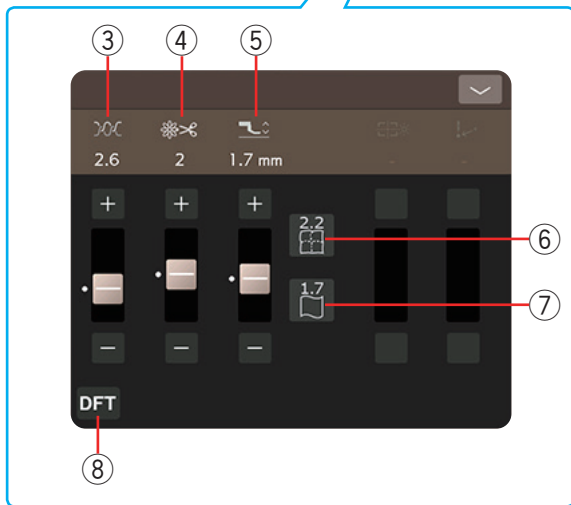 ③ ④ ⑤
2.6 2 1.7 mm - -
+ + +
2.2
⑥
1.7
⑦
− − −
DFT
⑧